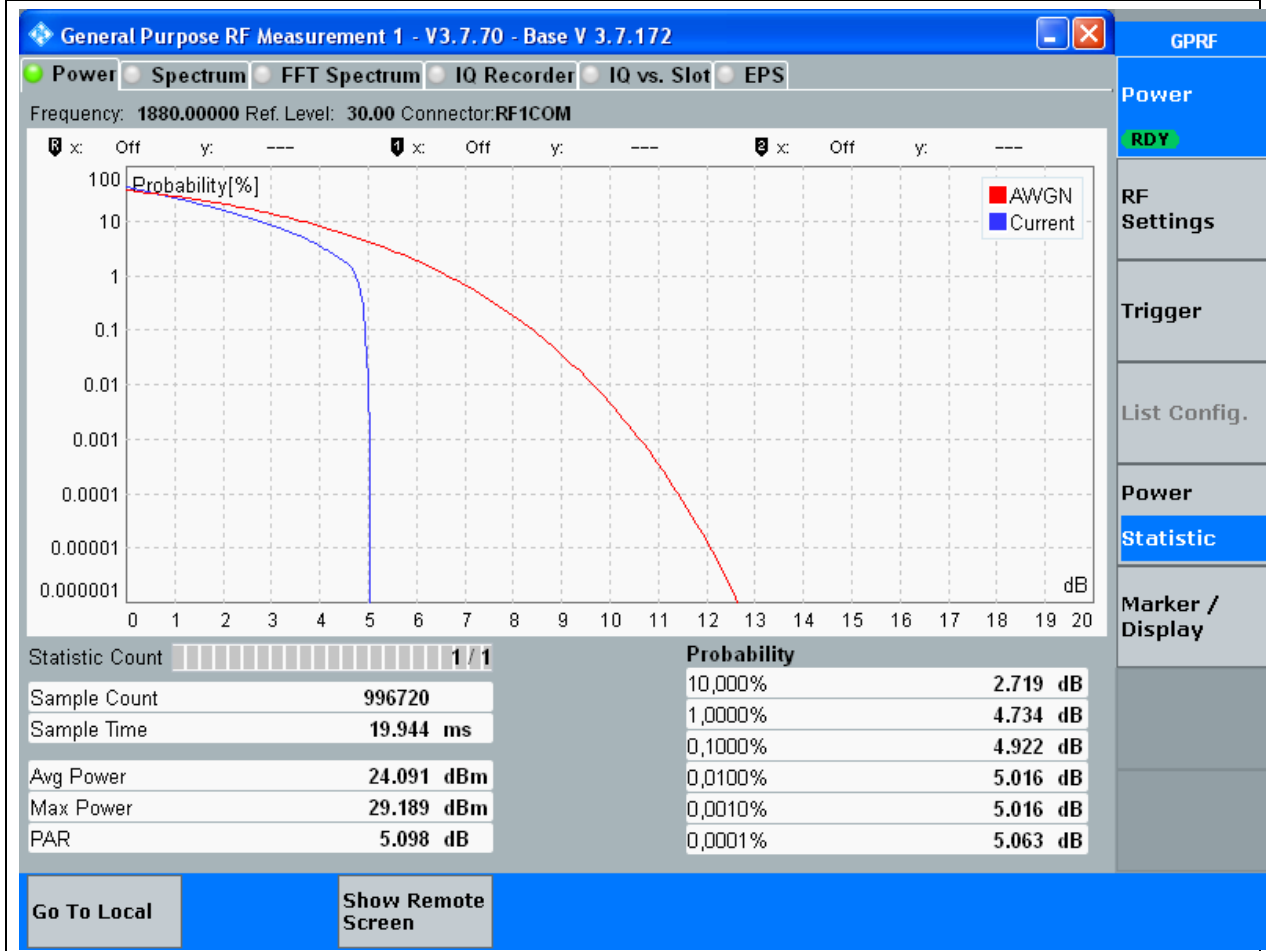 General Purpose RF Measurement 1 - V3.7.70 - Base V 3.7.172
GPRF
Power Spectrum FFT Spectrum IQ Recorder IQ vs. Slot EPS
Frequency: 1880.00000 Ref. Level: 30.00 Connector:RF1COM
R x: Off y: --- 1 x: Off y: --- 2 x: Off y: ---
Probability[%]
AWGN
Current
100
10
1
0.1
0.01
0.001
0.0001
0.00001
0.000001
dB
0 1 2 3 4 5 6 7 8 9 10 11 12 13 14 15 16 17 18 19 20
Statistic Count 1 / 1
Sample Count 996720
Sample Time 19.944 ms
Avg Power 24.091 dBm
Max Power 29.189 dBm
PAR 5.098 dB
Probability
10,000% 2.719 dB
1,0000% 4.734 dB
0,1000% 4.922 dB
0,0100% 5.016 dB
0,0010% 5.016 dB
0,0001% 5.063 dB
Power
RDY
RF
Settings
Trigger
List Config.
Power
Statistic
Marker /
Display
Go To Local
Show Remote
Screen